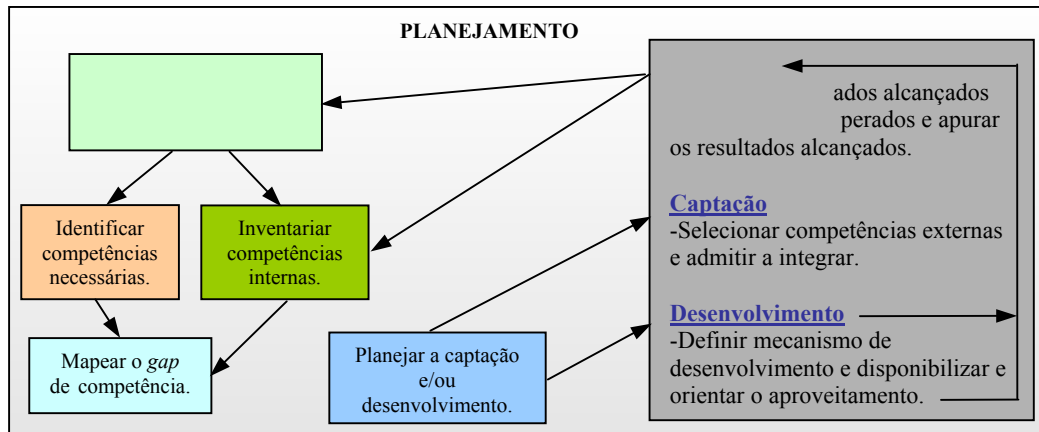 PLANEJAMENTO
Identificar
competências
necessárias.
Inventariar
competências
internas.
Mapear o gap
de competência.
Planejar a captação
e/ou
desenvolvimento.
ados alcançados
perados e apurar
os resultados alcançados.
Captação
-Selecionar competências externas
e admitir a integrar.
Desenvolvimento
-Definir mecanismo de
desenvolvimento e disponibilizar e
orientar o aproveitamento.